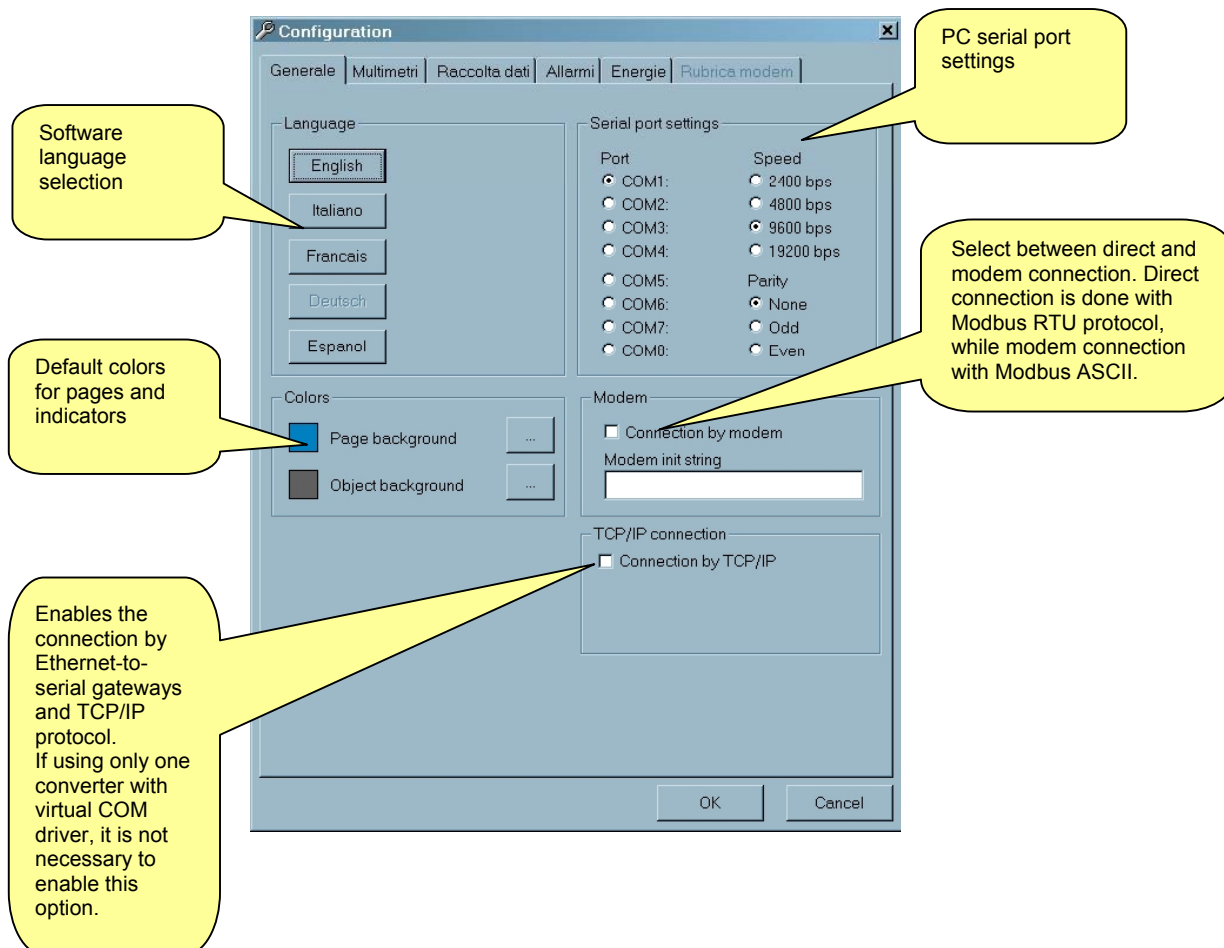 Configuration
PC serial port
settings
Generale Multimetri Raccolta dati Allarmi Energie Rubrica modem
Software
language
selection
Language
English
Italiano
Francais
Deutsch
Espanol
Serial port settings
Port Speed
COM1: 2400 bps
COM2: 4800 bps
COM3: 9600 bps
COM4: 19200 bps
COM5: Parity
COM6: None
COM7: Odd
COM8: Even
Select between direct and
modem connection. Direct
connection is done with
Modbus RTU protocol,
while modem connection
with Modbus ASCII.
Default colors
for pages and
indicators
Colors
Page background ...
Object background ...
Modem
Connection by modem
Modem init string
TCP/IP connection
Connection by TCP/IP
Enables the
connection by
Ethernet-to-
serial gateways
and TCP/IP
protocol.
If using only one
converter with
virtual COM
driver, it is not
necessary to
enable this
option.
OK Cancel